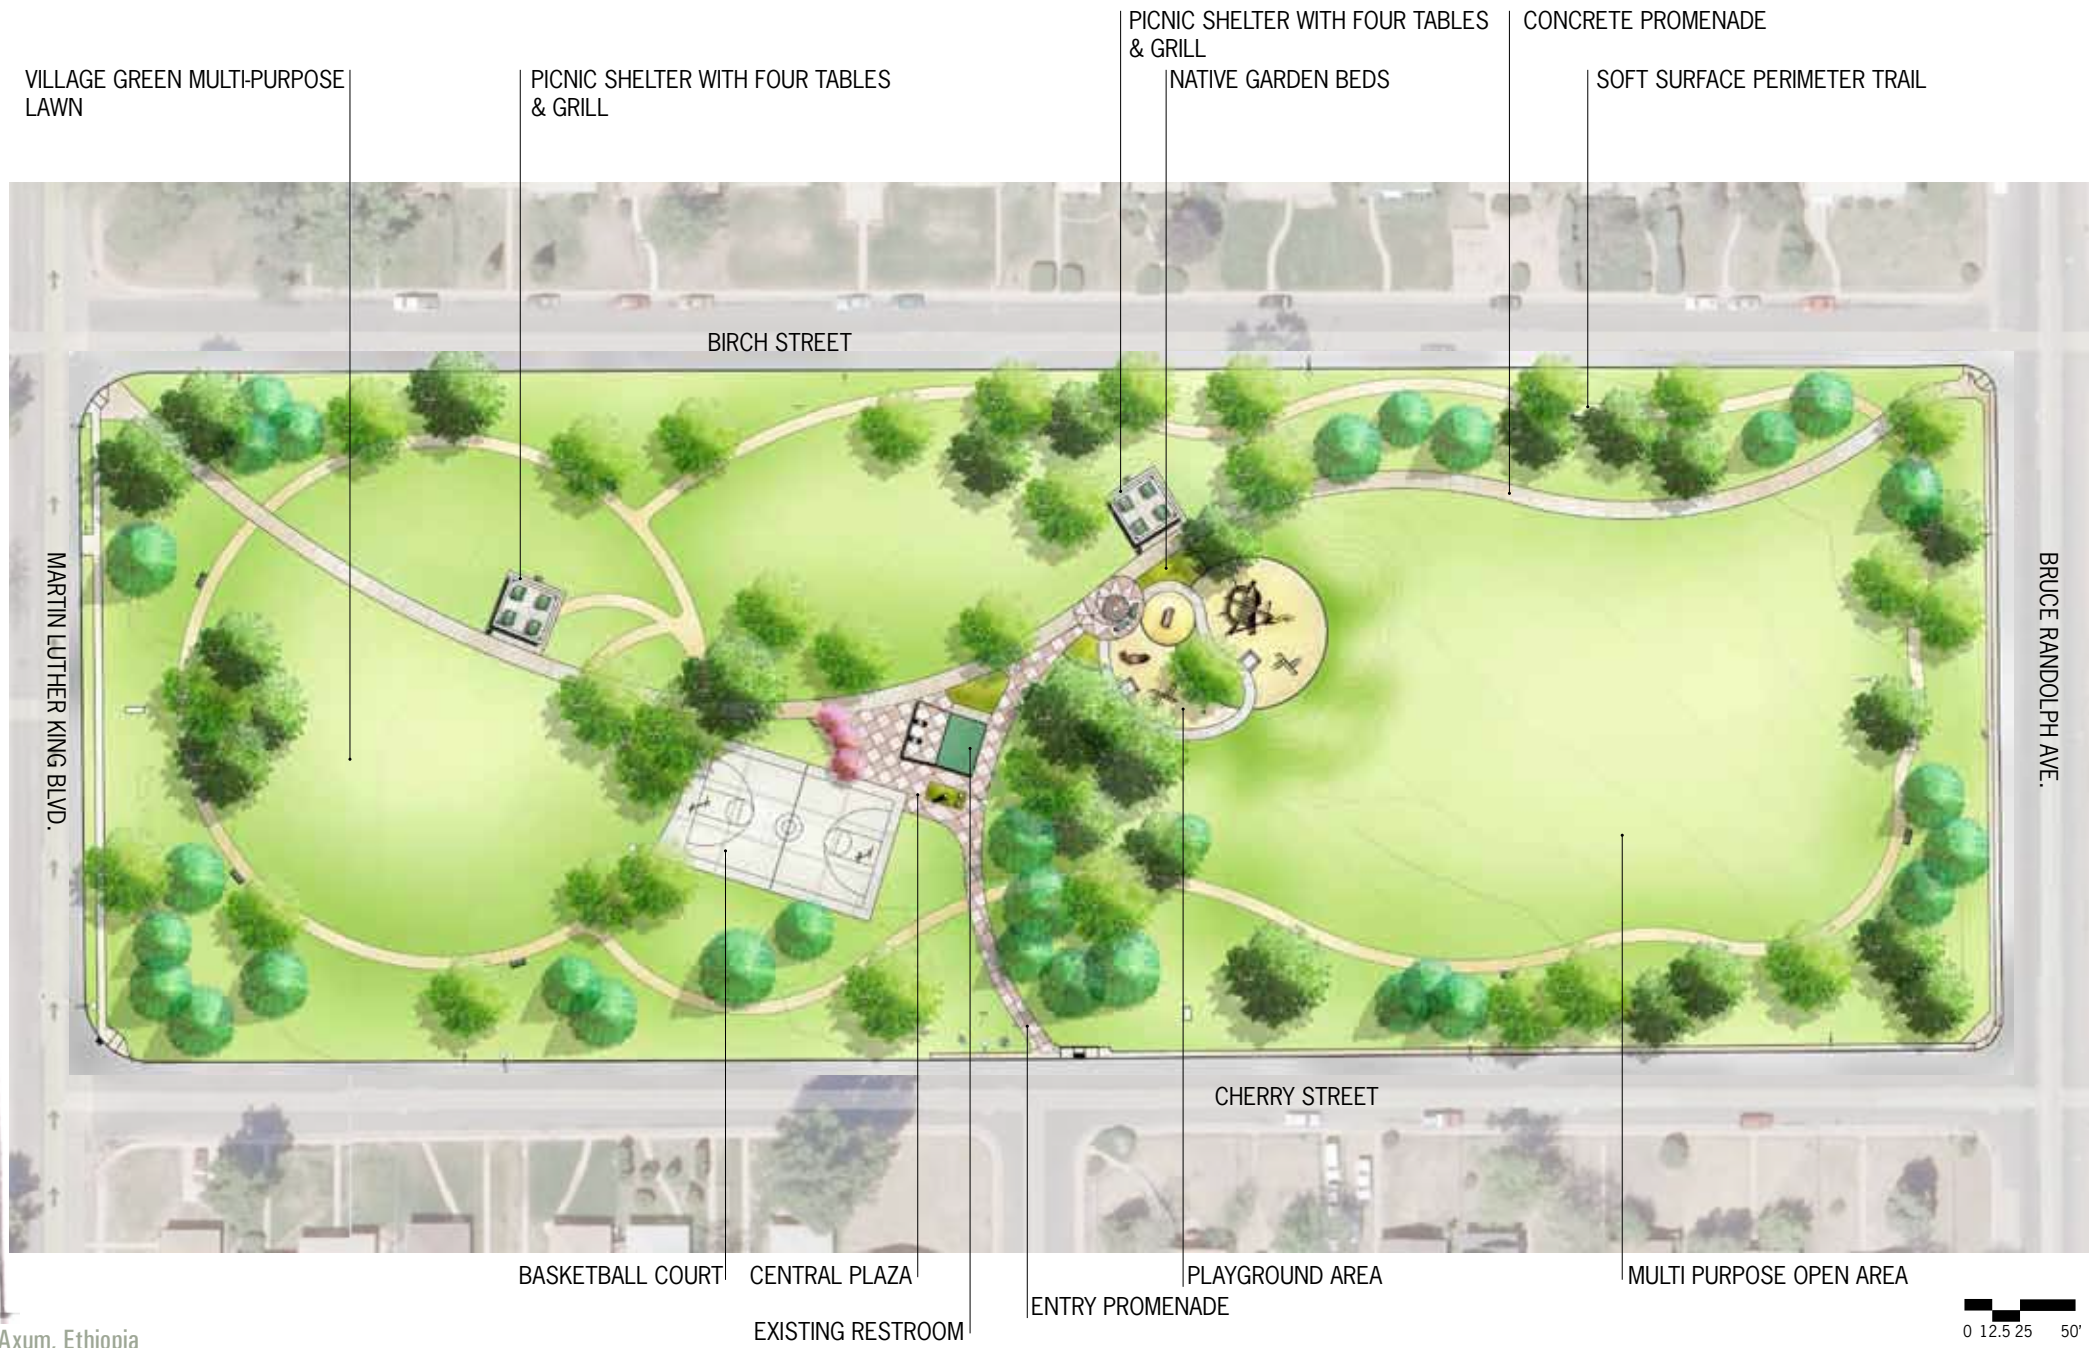 PICNIC SHELTER WITH FOUR TABLES
& GRILL
CONCRETE PROMENADE
VILLAGE GREEN MULTI-PURPOSE
LAWN
PICNIC SHELTER WITH FOUR TABLES
& GRILL
NATIVE GARDEN BEDS
SOFT SURFACE PERIMETER TRAIL
BIRCH STREET
MARTIN LUTHER KING BLVD.
BRUCE RANDOLPH AVE.
CHERRY STREET
BASKETBALL COURT
CENTRAL PLAZA
PLAYGROUND AREA
MULTI PURPOSE OPEN AREA
ENTRY PROMENADE
EXISTING RESTROOM
0 12.5 25 50'
Axum, Ethiopia